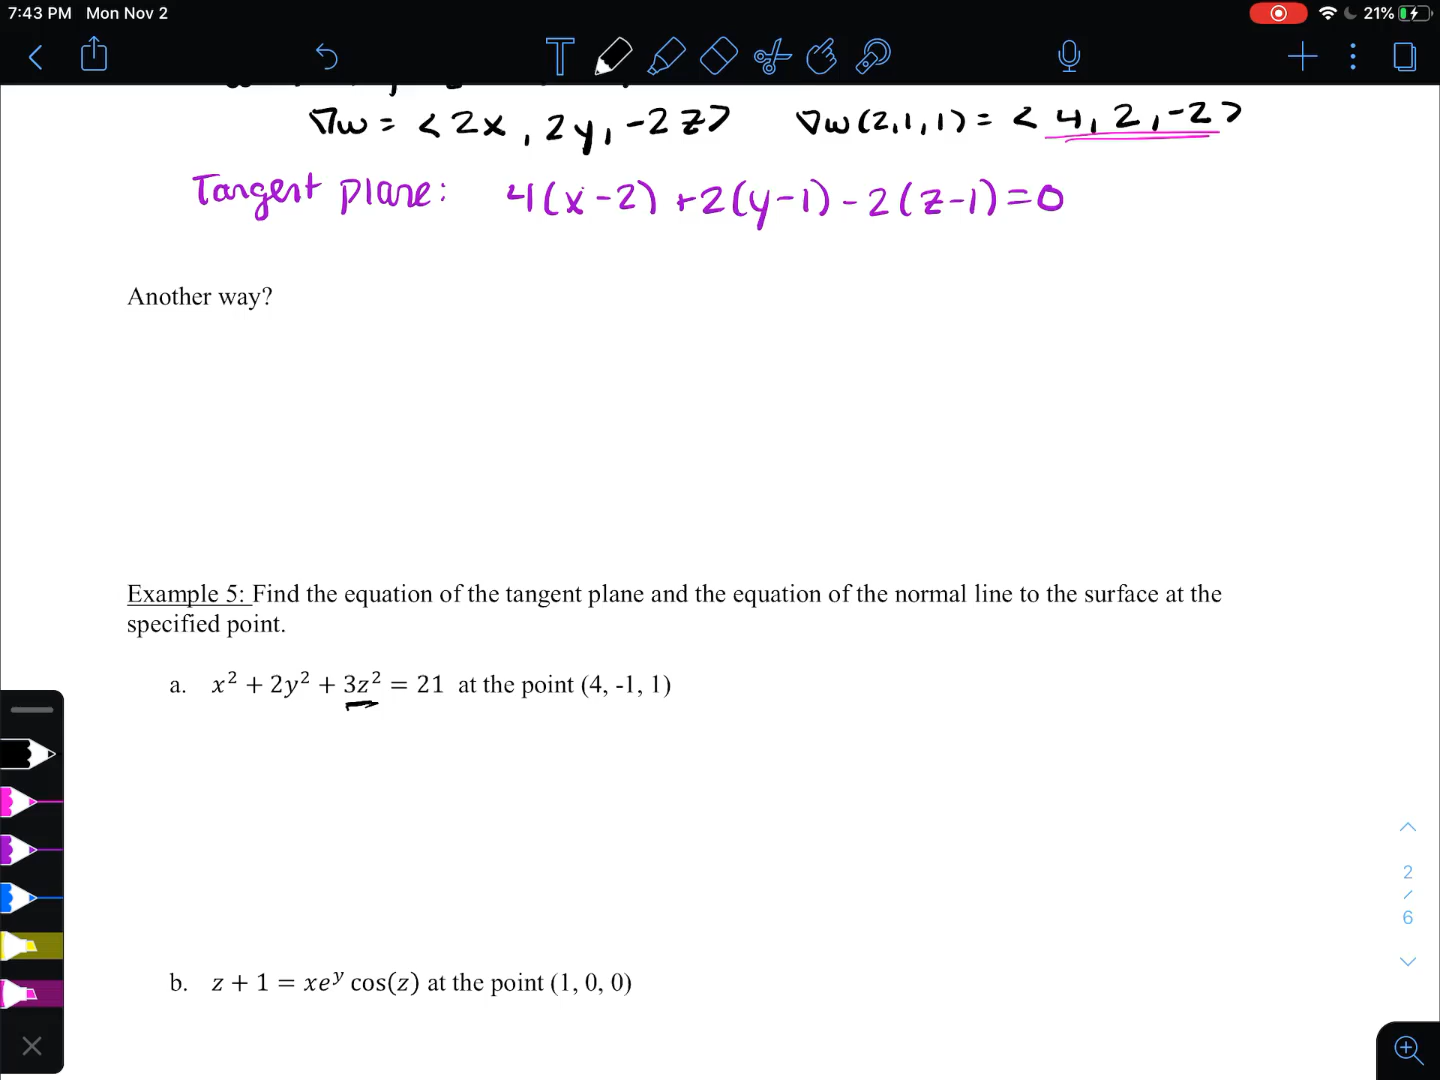 7:43 PM Mon Nov 2
21%
∇w = <2x, 2y, -2z> ∇w(2,1,1) = <4, 2, -2>
Tangent plane: 4(x-2) +2(y-1) -2(z-1)=0
Another way?
Example 5: Find the equation of the tangent plane and the equation of the normal line to the surface at the
specified point.
a. x² + 2y² + 3z² = 21 at the point (4, -1, 1)
2
/
6
b. z + 1 = xeʸ cos(z) at the point (1, 0, 0)